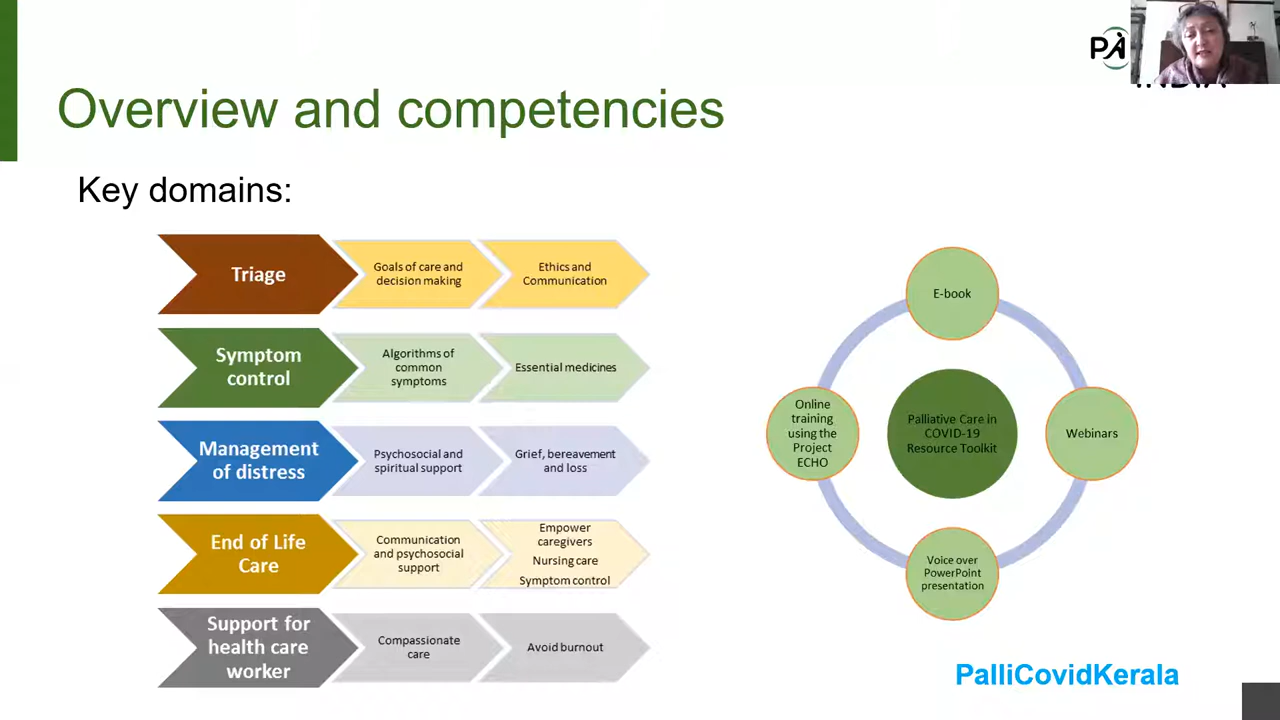 PA
INDIA
Overview and competencies
Key domains:
Triage
Goals of care and
decision making
Ethics and
Communication
Symptom
control
Algorithms of
common
symptoms
Essential medicines
Management
of distress
Psychosocial and
spiritual support
Grief, bereavement
and loss
End of Life
Care
Communication
and psychosocial
support
Empower
caregivers
Nursing care
Symptom control
Support for
health care
worker
Compassionate
care
Avoid burnout
E-book
Online
training
using the
Project
ECHO
Palliative Care in
COVID-19
Resource Toolkit
Webinars
Voice over
PowerPoint
presentation
PalliCovidKerala